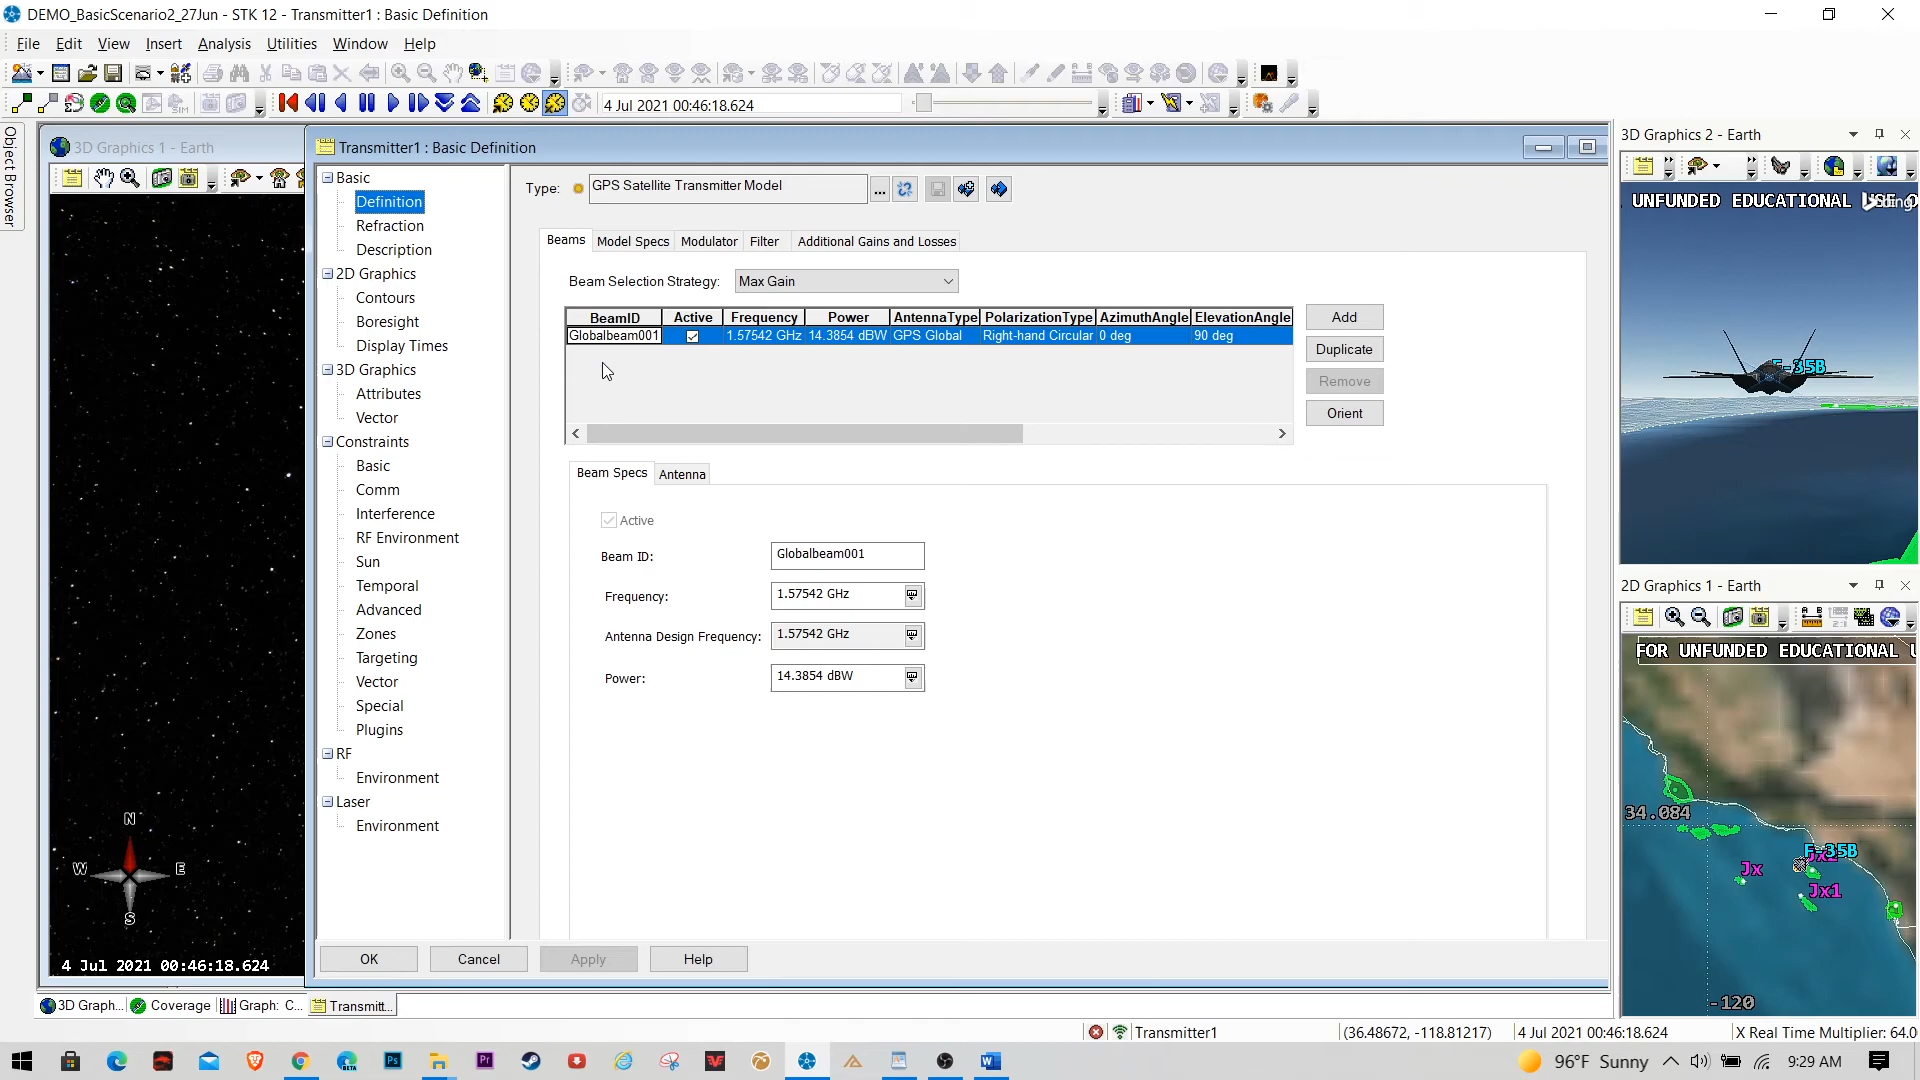 DEMO_BasicScenario2_27Jun - STK 12 - Transmitter1 : Basic Definition
File Edit View Insert Analysis Utilities Window Help
4 Jul 2021 00:46:18.624
Object Browser
3D Graphics 1 - Earth
N
W E
S
4 Jul 2021 00:46:18.624
Transmitter1 : Basic Definition
Basic
Definition
Refraction
Description
2D Graphics
Contours
Boresight
Display Times
3D Graphics
Attributes
Vector
Constraints
Basic
Comm
Interference
RF Environment
Sun
Temporal
Advanced
Zones
Targeting
Vector
Special
Plugins
RF
Environment
Laser
Environment
Type: GPS Satellite Transmitter Model ...
Beams Model Specs Modulator Filter Additional Gains and Losses
Beam Selection Strategy: Max Gain
BeamID Active Frequency Power AntennaType PolarizationType AzimuthAngle ElevationAngle
Globalbeam001 1.57542 GHz 14.3854 dBW GPS Global Right-hand Circular 0 deg 90 deg
Add
Duplicate
Remove
Orient
Beam Specs Antenna
Active
Beam ID: Globalbeam001
Frequency: 1.57542 GHz
Antenna Design Frequency: 1.57542 GHz
Power: 14.3854 dBW
OK Cancel Apply Help
3D Graphics 2 - Earth
UNFUNDED EDUCATIONAL USE O
F-35B
2D Graphics 1 - Earth
FOR UNFUNDED EDUCATIONAL U
34.084
F-35B
Jx
Jx2
Jx1
-120
3D Graph... Coverage Graph: C... Transmitt...
Transmitter1 (36.48672, -118.81217) 4 Jul 2021 00:46:18.624 X Real Time Multiplier: 64.0
96°F Sunny 9:29 AM